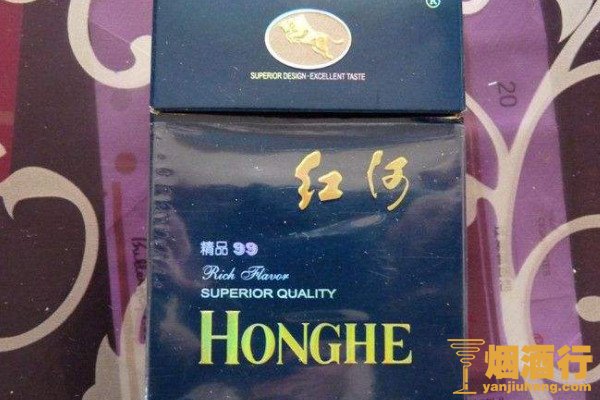 ®
SUPERIOR DESIGN·EXCELLENT TASTE
20
红河
精品 99
Rich Flavor
SUPERIOR QUALITY
HONGHE
烟酒行
yanjiuhang.com